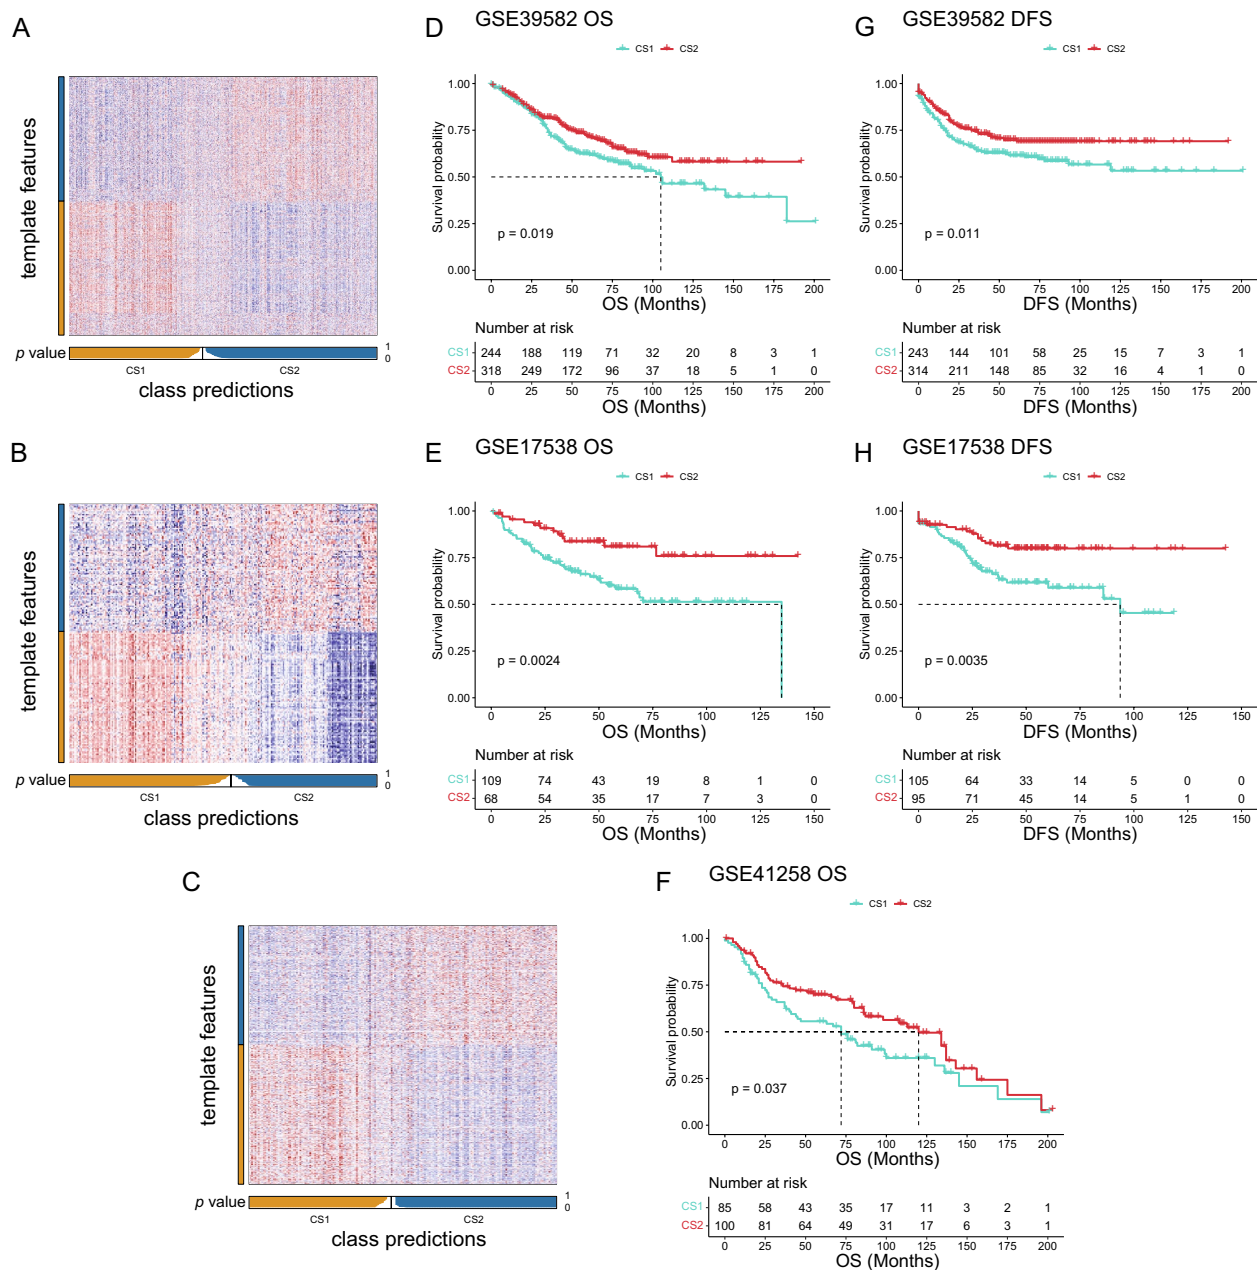 A
template features
p value
1
0
CS1 CS2
class predictions
D GSE39582 OS
CS1 CS2
Survival probability
1.00
0.75
0.50
0.25
0.00
p = 0.019
0 25 50 75 100 125 150 175 200
OS (Months)
Number at risk
CS1 244 188 119 71 32 20 8 3 1
CS2 318 249 172 96 37 18 5 1 0
0 25 50 75 100 125 150 175 200
OS (Months)
G GSE39582 DFS
CS1 CS2
Survival probability
1.00
0.75
0.50
0.25
0.00
p = 0.011
0 25 50 75 100 125 150 175 200
DFS (Months)
Number at risk
CS1 243 144 101 58 25 15 7 3 1
CS2 314 211 148 85 32 16 4 1 0
0 25 50 75 100 125 150 175 200
DFS (Months)
B
template features
p value
1
0
CS1 CS2
class predictions
E GSE17538 OS
CS1 CS2
Survival probability
1.00
0.75
0.50
0.25
0.00
p = 0.0024
0 25 50 75 100 125 150
OS (Months)
Number at risk
CS1 109 74 43 19 8 1 0
CS2 68 54 35 17 7 3 0
0 25 50 75 100 125 150
OS (Months)
H GSE17538 DFS
CS1 CS2
Survival probability
1.00
0.75
0.50
0.25
0.00
p = 0.0035
0 25 50 75 100 125 150
DFS (Months)
Number at risk
CS1 105 64 33 14 5 0 0
CS2 95 71 45 14 5 1 0
0 25 50 75 100 125 150
DFS (Months)
C
template features
p value
1
0
CS1 CS2
class predictions
F GSE41258 OS
CS1 CS2
Survival probability
1.00
0.75
0.50
0.25
0.00
p = 0.037
0 25 50 75 100 125 150 175 200
OS (Months)
Number at risk
CS1 85 58 43 35 17 11 3 2 1
CS2 100 81 64 49 31 17 6 3 1
0 25 50 75 100 125 150 175 200
OS (Months)